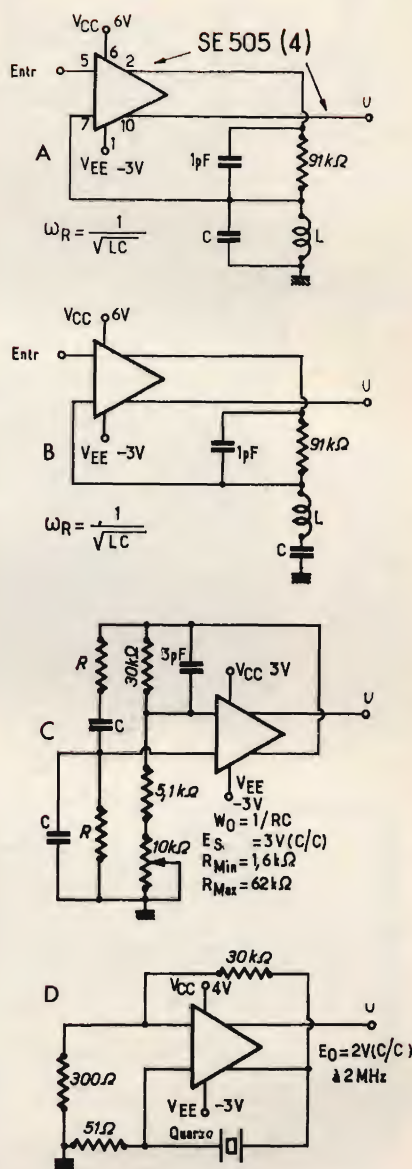 VCC 6V
SE 505 (4)
Entr
5
6
2
7
10
1
U
VEE -3V
A
1pF
91kΩ
C
L
ωR = 1/√LC
VCC 6V
Entr
U
VEE -3V
B
1pF
91kΩ
ωR = 1/√LC
L
C
R
30kΩ
3pF
VCC 3V
U
C
C
VEE
-3V
C
R
5,1kΩ
10kΩ
W0 = 1/RC
ES. = 3V (C/C)
RMin = 1,6kΩ
RMax = 62kΩ
D
30kΩ
VCC 4V
U
300Ω
E0 = 2V (C/C)
à 2 MHz
51Ω
VEE -3V
Quarzo